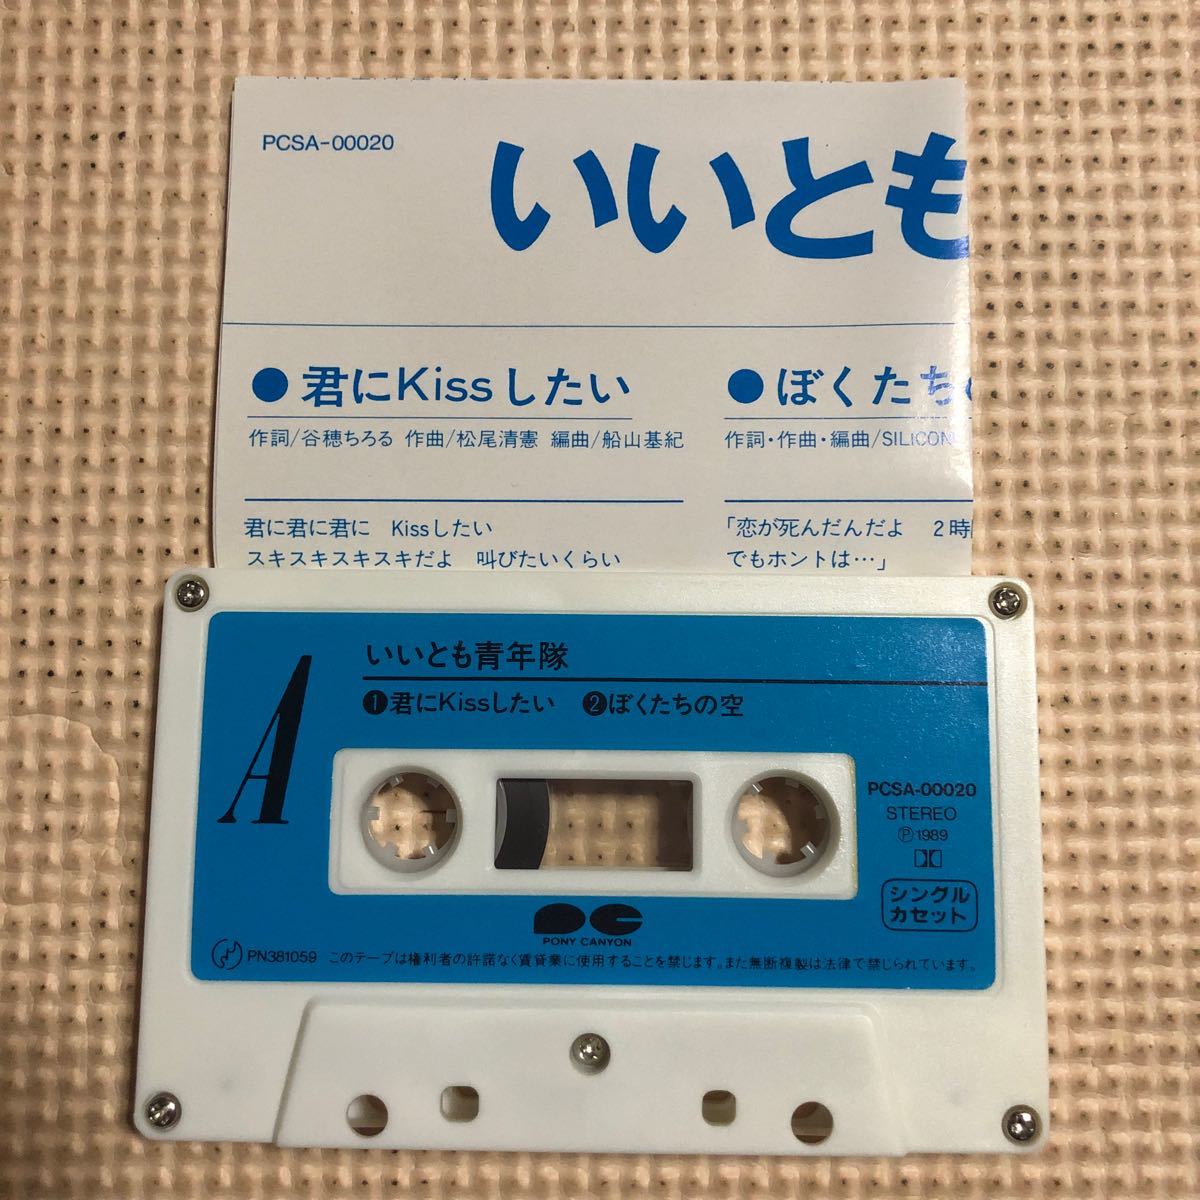 PCSA-00020
いいとも
●君にKissしたい
作詞/谷穂ちろる 作曲/松尾清憲 編曲/船山基紀
君に君に君に Kissしたい
スキスキスキスキだよ 叫びたいくらい
●ぼくたち
作詞・作曲・編曲/SILICON
「恋が死んだんだよ 2時
でもホントは…」
A
いいとも青年隊
❶君にKissしたい ❷ぼくたちの空
PCSA-00020
STEREO
Ⓟ1989
シングル
カセット
PONY CANYON
PN381059 このテープは権利者の許諾なく賃貸業に使用することを禁じます。また無断複製は法律で禁じられています。